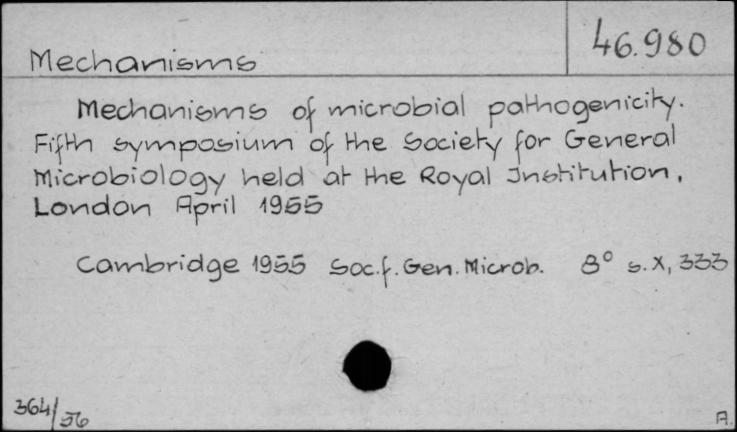 Mechanisms
46.980
Mechanisms of microbial pathogenicity.
Fifth symposium of the Society for General
Microbiology held at the Royal Institution,
London April 1955
Cambridge 1955 Soc.f. Gen. Microb. 8° s. X, 333
364/56
A.